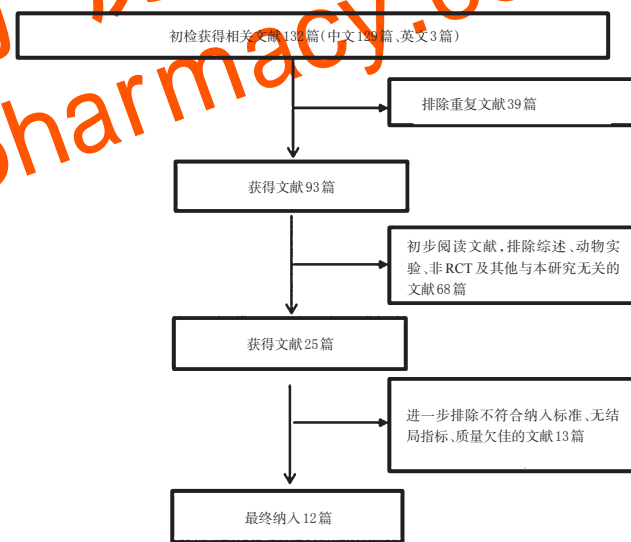 初检获得相关文献132篇(中文129篇、英文3篇)
排除重复文献39篇
获得文献93篇
初步阅读文献,排除综述、动物实
验、非RCT及其他与本研究无关的
文献68篇
获得文献25篇
进一步排除不符合纳入标准、无结
局指标、质量欠佳的文献13篇
最终纳入12篇